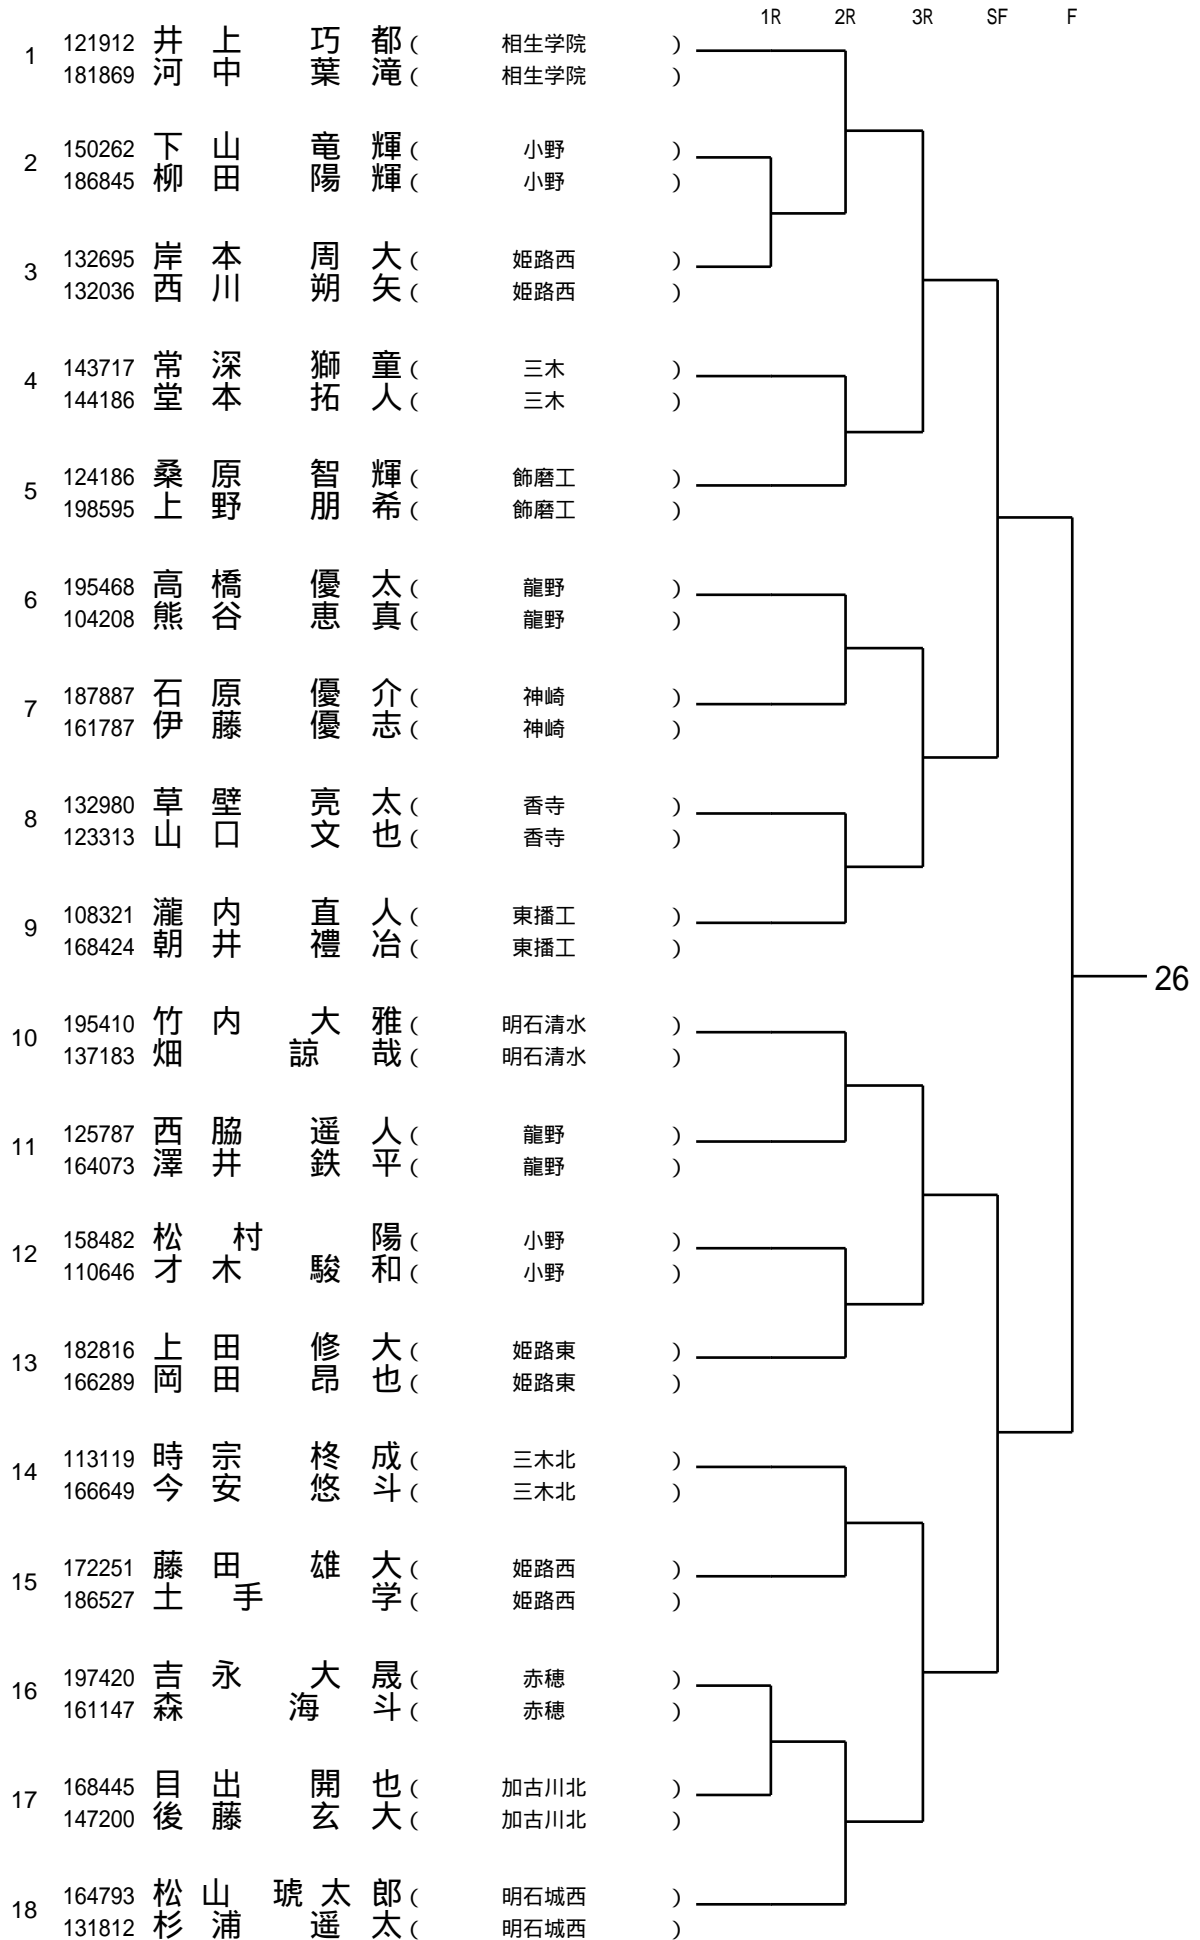 1R 2R 3R SF F
1 121912 井上 巧都 ( 相生学院 )
181869 河中 葉滝 ( 相生学院 )
2 150262 下山 竜輝 ( 小野 )
186845 柳田 陽輝 ( 小野 )
3 132695 岸本 周大 ( 姫路西 )
132036 西川 朔矢 ( 姫路西 )
4 143717 常深 獅童 ( 三木 )
144186 堂本 拓人 ( 三木 )
5 124186 桑原 智輝 ( 飾磨工 )
198595 上野 朋希 ( 飾磨工 )
6 195468 高橋 優太 ( 龍野 )
104208 熊谷 恵真 ( 龍野 )
7 187887 石原 優介 ( 神崎 )
161787 伊藤 優志 ( 神崎 )
8 132980 草壁 亮太 ( 香寺 )
123313 山口 文也 ( 香寺 )
9 108321 瀧内 直人 ( 東播工 )
168424 朝井 禮冶 ( 東播工 )
26
10 195410 竹内 大雅 ( 明石清水 )
137183 畑 諒哉 ( 明石清水 )
11 125787 西脇 遥人 ( 龍野 )
164073 澤井 鉄平 ( 龍野 )
12 158482 松村 陽 ( 小野 )
110646 才木 駿和 ( 小野 )
13 182816 上田 修大 ( 姫路東 )
166289 岡田 昂也 ( 姫路東 )
14 113119 時宗 柊成 ( 三木北 )
166649 今安 悠斗 ( 三木北 )
15 172251 藤田 雄大 ( 姫路西 )
186527 土手 学 ( 姫路西 )
16 197420 吉永 大晟 ( 赤穂 )
161147 森 海斗 ( 赤穂 )
17 168445 目出 開也 ( 加古川北 )
147200 後藤 玄大 ( 加古川北 )
18 164793 松山 琥太郎 ( 明石城西 )
131812 杉浦 遥太 ( 明石城西 )